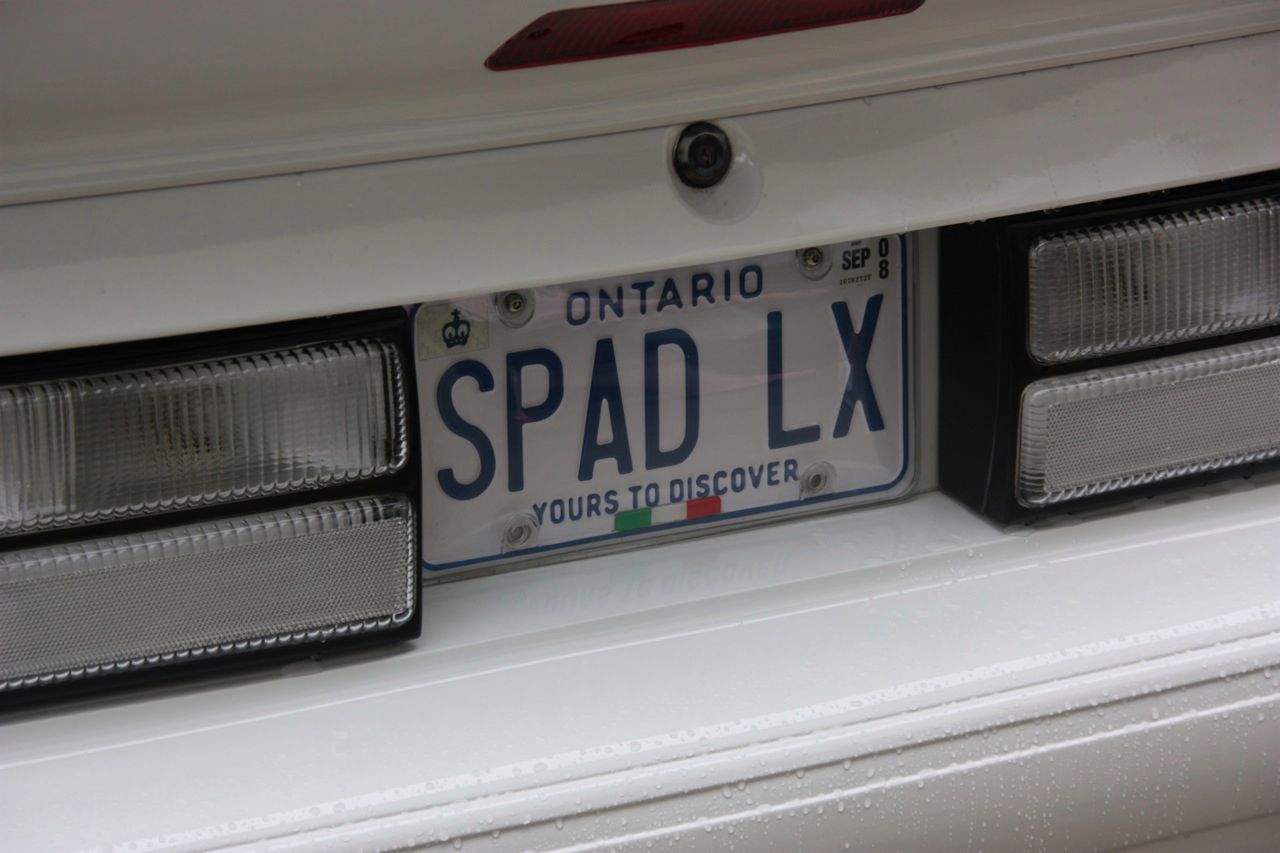 SEP 08
ONTARIO
SPAD LX
YOURS TO DISCOVER